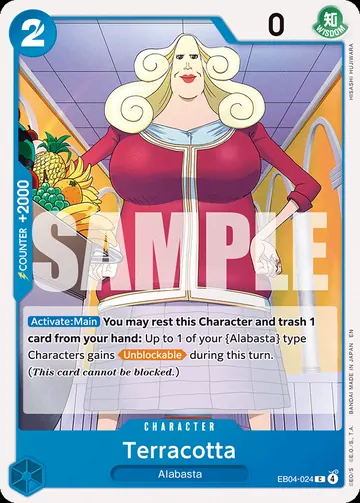 2
0
知
WISDOM
HISASHI FUJIWARA
COUNTER +2000
SAMPLE
Activate:Main You may rest this Character and trash 1
card from your hand: Up to 1 of your {Alabasta} type
Characters gains Unblockable during this turn.
(This card cannot be blocked.)
CHARACTER
Terracotta
Alabasta
EB04-024 C 4
BANDAI MADE IN JAPAN EN
©E.O./S., T.A.